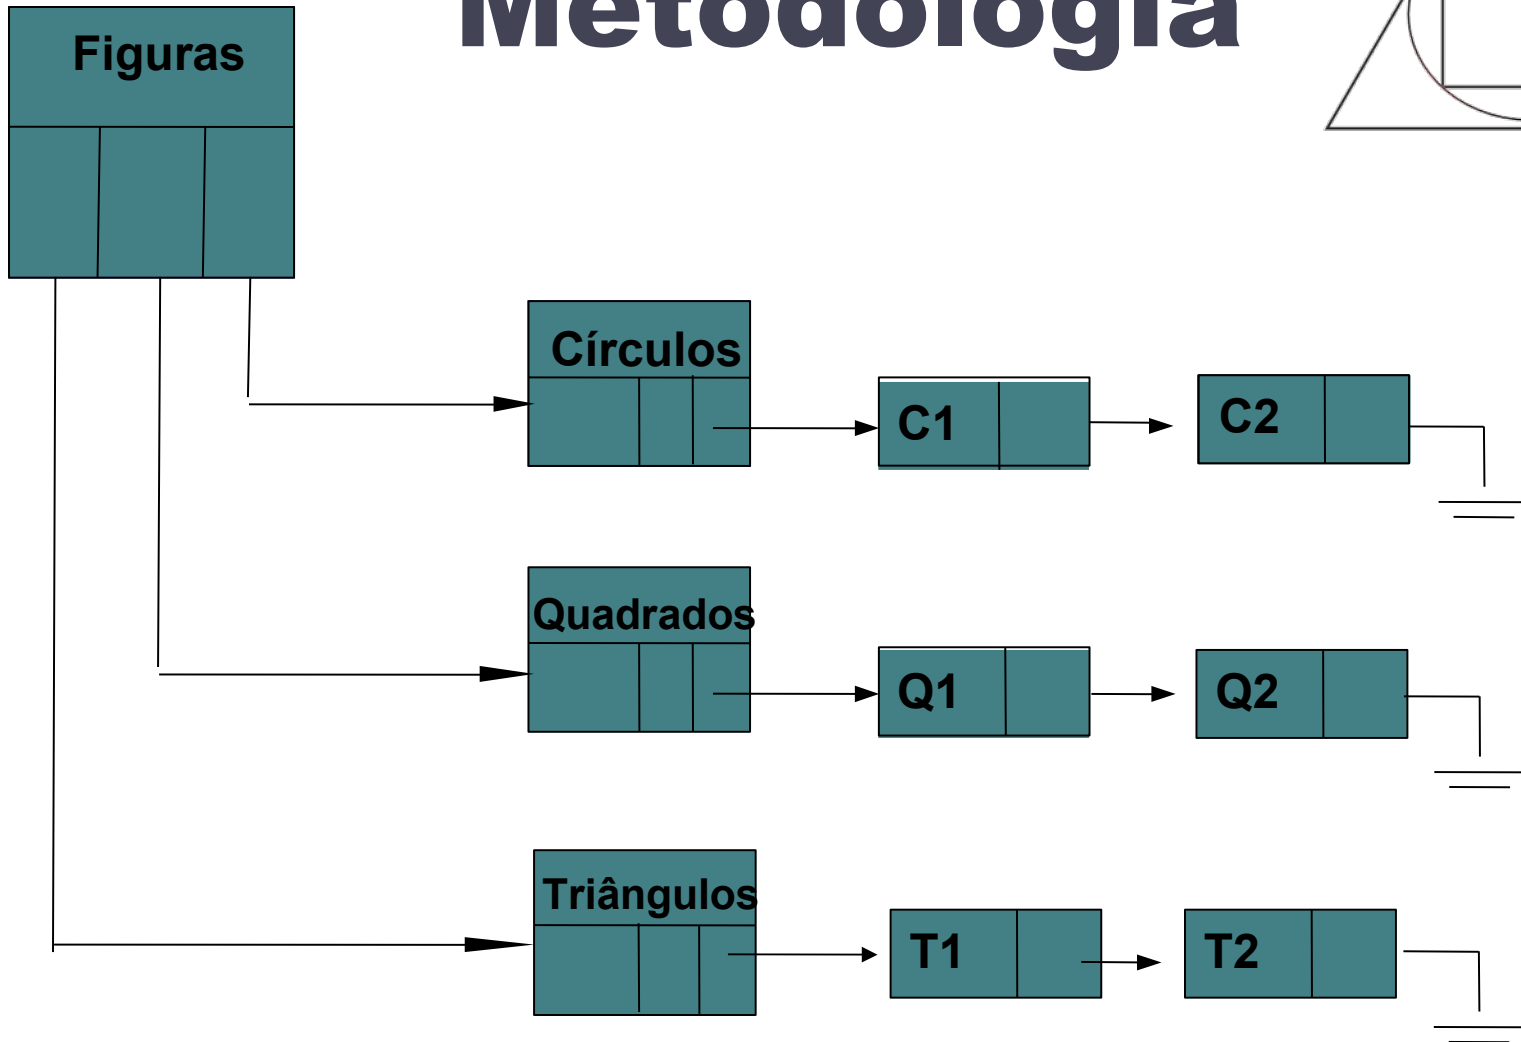 Metodologia
Figuras
Círculos
C1
C2
Quadrados
Q1
Q2
Triângulos
T1
T2